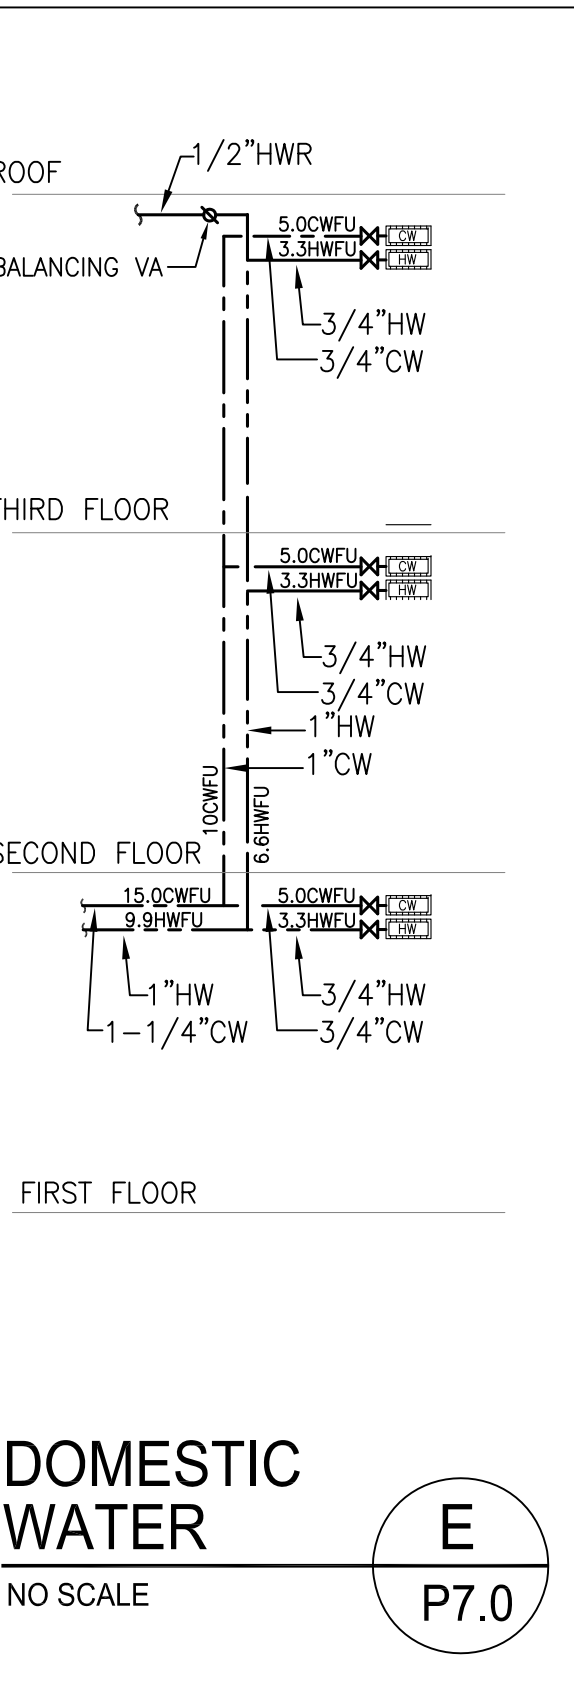 1/2"HWR
ROOF
5.0CWFU
CW
3.3HWFU
HW
BALANCING VA
3/4"HW
3/4"CW
THIRD FLOOR
5.0CWFU
CW
3.3HWFU
HW
3/4"HW
3/4"CW
1"HW
1"CW
10CWFU
6.6HWFU
SECOND FLOOR
15.0CWFU
5.0CWFU
CW
9.9HWFU
3.3HWFU
HW
1"HW
3/4"HW
1-1/4"CW
3/4"CW
FIRST FLOOR
DOMESTIC
WATER
E
NO SCALE
P7.0